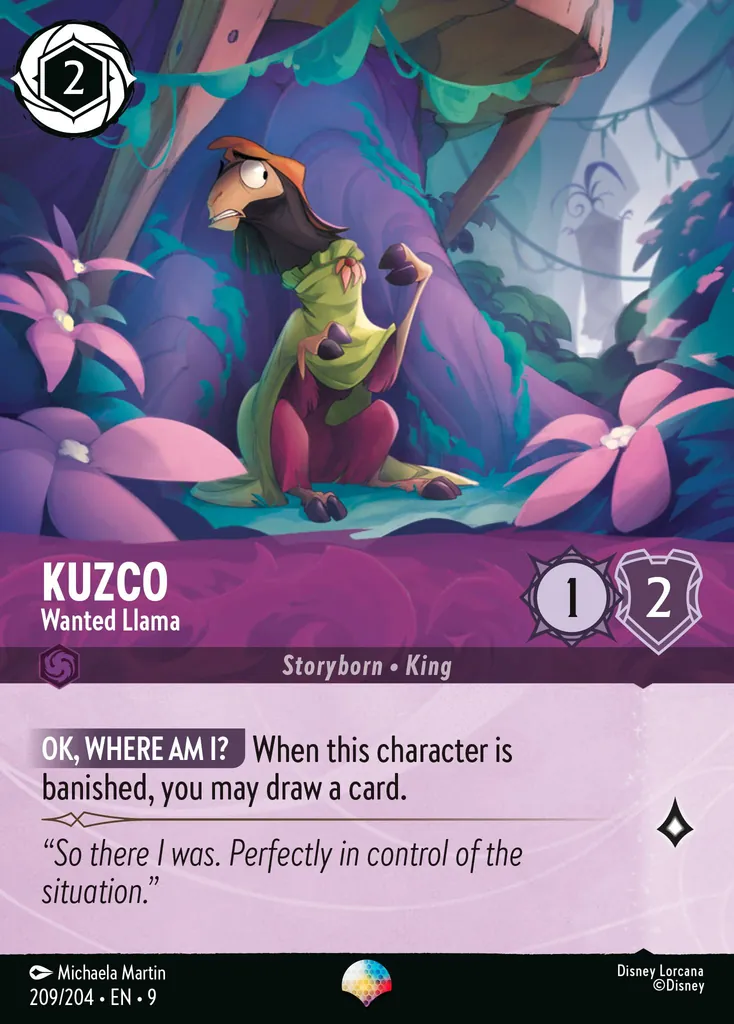 2
KUZCO
Wanted Llama
1
2
Storyborn • King
OK, WHERE AM I? When this character is
banished, you may draw a card.
“So there I was. Perfectly in control of the
situation.”
Michaela Martin
209/204 • EN • 9
Disney Lorcana
©Disney